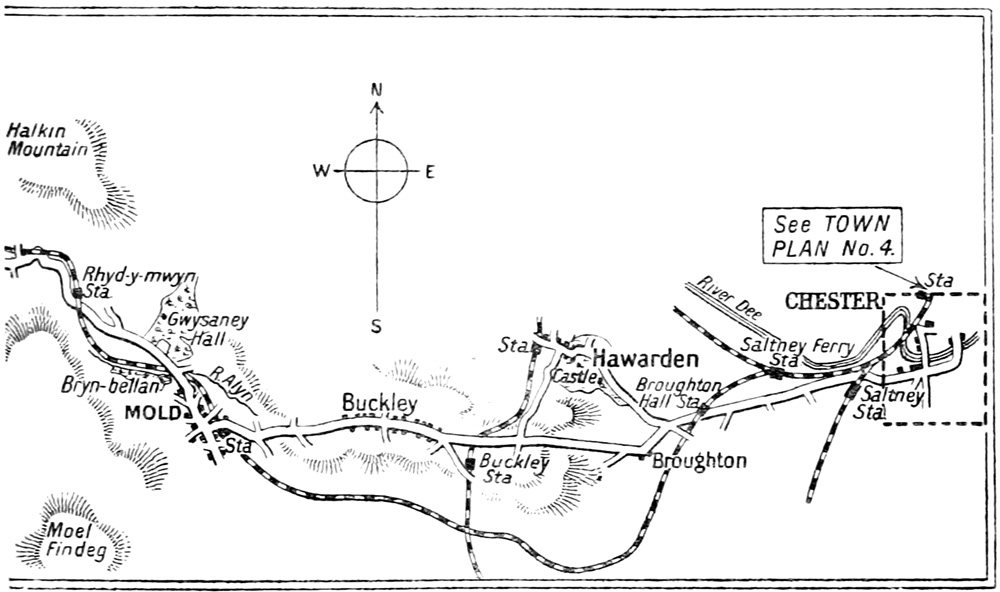 N
Halkin
Mountain
W
E
See TOWN
PLAN No. 4.
Rhyd-y-mwyn
Sta
Sta
River Dee
CHESTER
Gwysaney
Hall
S
Sta
Hawarden
Saltney Ferry
Sta
Castle
Bryn-bellan
R. Alyn
Broughton
Hall Sta
Saltney
Sta
MOLD
Buckley
Sta
Buckley
Sta
Broughton
Moel
Findeg